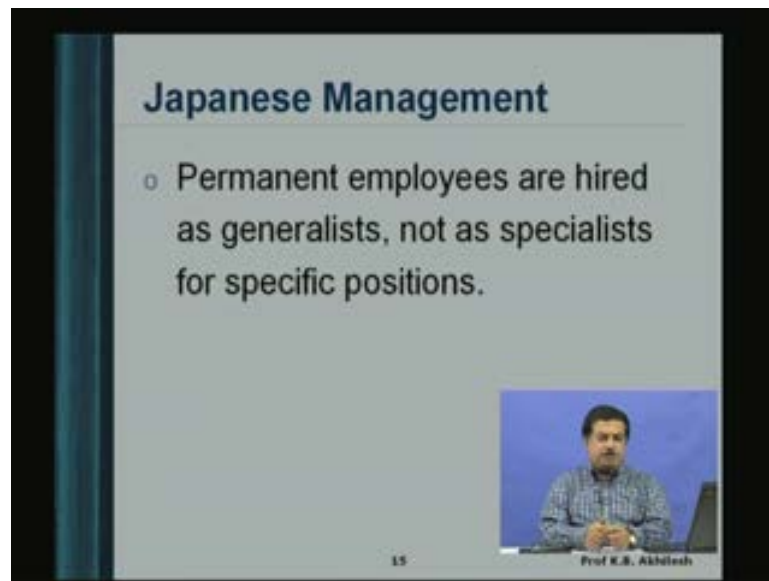 Japanese Management
o Permanent employees are hired
as generalists, not as specialists
for specific positions.
15
Prof K.B. Akhilesh